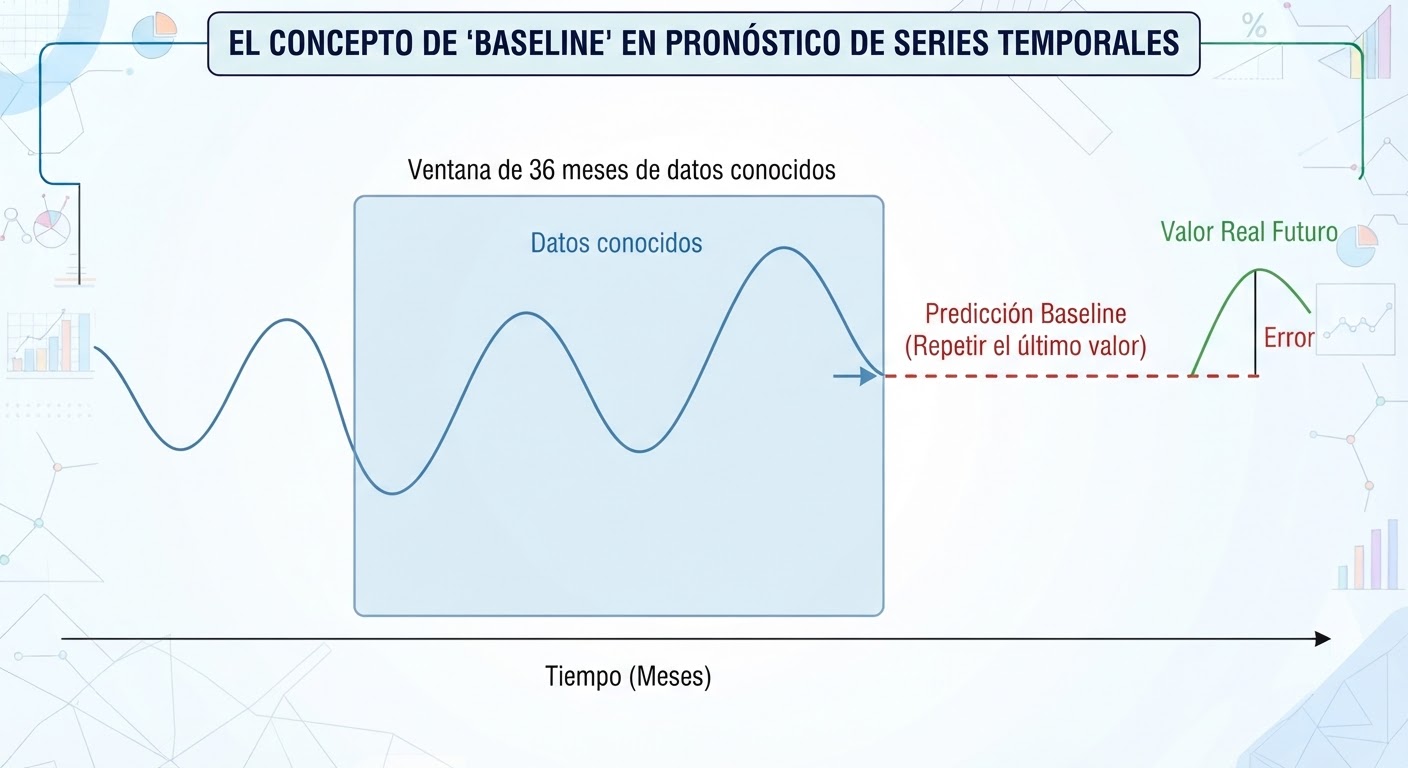 EL CONCEPTO DE ‘BASELINE’ EN PRONÓSTICO DE SERIES TEMPORALES
%
Ventana de 36 meses de datos conocidos
Datos conocidos
Valor Real Futuro
Predicción Baseline
(Repetir el último valor)
Error
Tiempo (Meses)